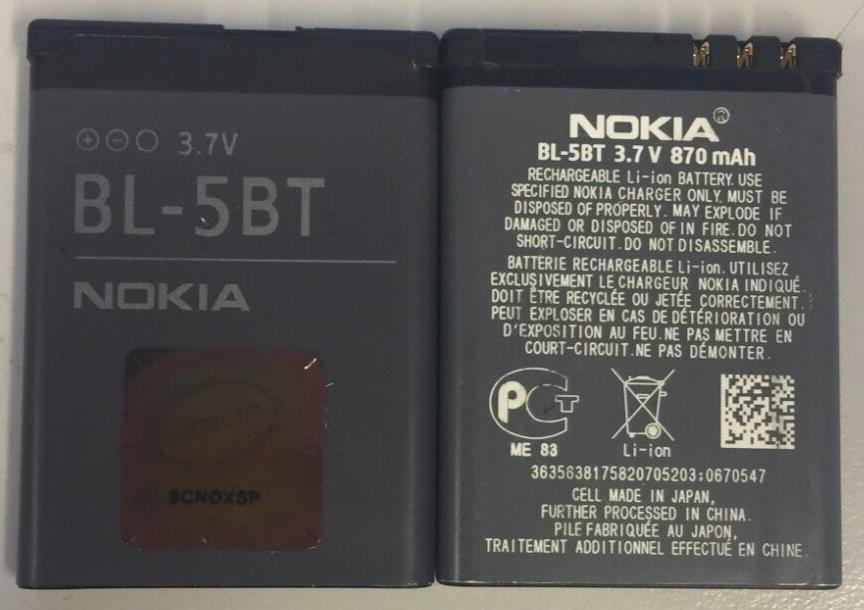 3.7V
BL-5BT
NOKIA
NOKIA
SCNOXSP
NOKIA®
BL-5BT 3.7 V 870 mAh
RECHARGEABLE Li-ion BATTERY. USE
SPECIFIED NOKIA CHARGER ONLY. MUST BE
DISPOSED OF PROPERLY. MAY EXPLODE IF
DAMAGED OR DISPOSED OF IN FIRE. DO NOT
SHORT-CIRCUIT. DO NOT DISASSEMBLE.
BATTERIE RECHARGEABLE Li-ion. UTILISEZ
EXCLUSIVEMENT LE CHARGEUR NOKIA INDIQUÉ.
DOIT ÊTRE RECYCLÉE OU JETÉE CORRECTEMENT.
PEUT EXPLOSER EN CAS DE DÉTÉRIORATION OU
D'EXPOSITION AU FEU. NE PAS METTRE EN
COURT-CIRCUIT. NE PAS DÉMONTER.
PCT
ME 83
Li-ion
3635638175820705203;0670547
CELL MADE IN JAPAN,
FURTHER PROCESSED IN CHINA.
PILE FABRIQUÉE AU JAPON,
TRAITEMENT ADDITIONNEL EFFECTUÉ EN CHINE.